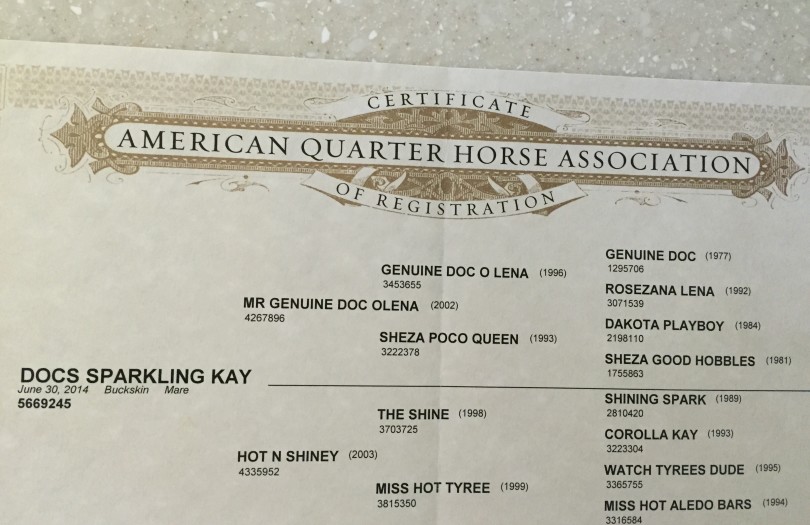 CERTIFICATE
AMERICAN QUARTER HORSE ASSOCIATION
OF REGISTRATION
GENUINE DOC (1977)
1295706
GENUINE DOC O LENA (1996)
3453655
ROSEZANA LENA (1992)
3071539
MR GENUINE DOC OLENA (2002)
4267896
DAKOTA PLAYBOY (1984)
2198110
SHEZA POCO QUEEN (1993)
3222378
SHEZA GOOD HOBBLES (1981)
1755863
DOCS SPARKLING KAY
June 30, 2014 Buckskin Mare
5669245
SHINING SPARK (1989)
2810420
THE SHINE (1998)
3703725
COROLLA KAY (1993)
3223304
HOT N SHINEY (2003)
4335952
WATCH TYREES DUDE (1995)
3365755
MISS HOT TYREE (1999)
3815350
MISS HOT ALEDO BARS (1994)
3316584